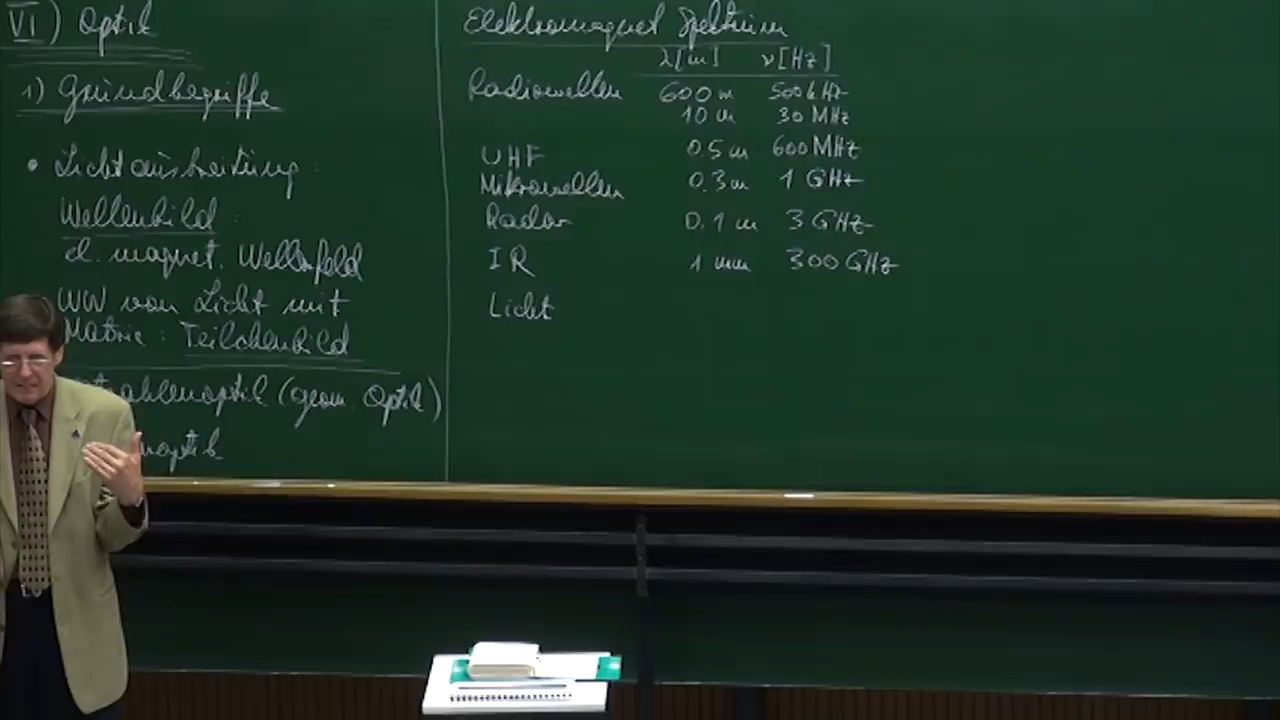 VI) Optik
1) Grundbegriffe
• Lichtausbreitung:
Wellenbild:
el. magnet. Wellenfeld
WW von Licht mit
Materie: Teilchenbild
(geom. Optik)
Elektromagnet Spektrum
λ[m] ν[Hz]
Radiowellen 600 m 500 kHz
10 m 30 MHz
UHF 0.5 m 600 MHz
Mikrowellen 0.3 m 1 GHz
Radar 0.1 m 3 GHz
IR 1 mm 300 GHz
Licht